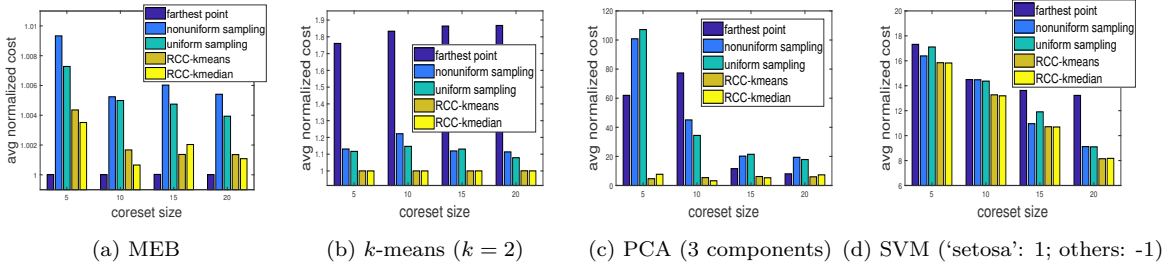 avg normalized cost
1.01
1.008
1.006
1.004
1.002
1
farthest point
nonuniform sampling
uniform sampling
RCC-kmeans
RCC-kmedian
5 10 15 20
coreset size
(a) MEB
avg normalized cost
1.9
1.8
1.7
1.6
1.5
1.4
1.3
1.2
1.1
1
farthest point
nonuniform sampling
uniform sampling
RCC-kmeans
RCC-kmedian
5 10 15 20
coreset size
(b) k-means (k = 2)
avg normalized cost
120
100
80
60
40
20
0
farthest point
nonuniform sampling
uniform sampling
RCC-kmeans
RCC-kmedian
5 10 15 20
coreset size
(c) PCA (3 components)
avg normalized cost
20
18
16
14
12
10
8
6
farthest point
nonuniform sampling
uniform sampling
RCC-kmeans
RCC-kmedian
5 10 15 20
coreset size
(d) SVM (‘setosa’: 1; others: -1)